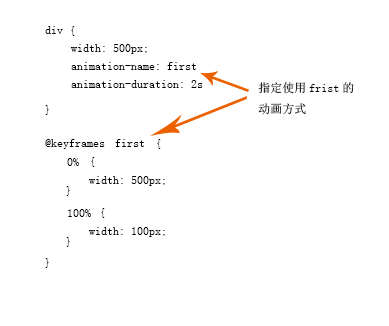 div {
width: 500px;
animation-name: first
animation-duration: 2s
}
指定使用 frist 的
动画方式
@keyframes first {
0% {
width: 500px;
}
100% {
width: 100px;
}
}